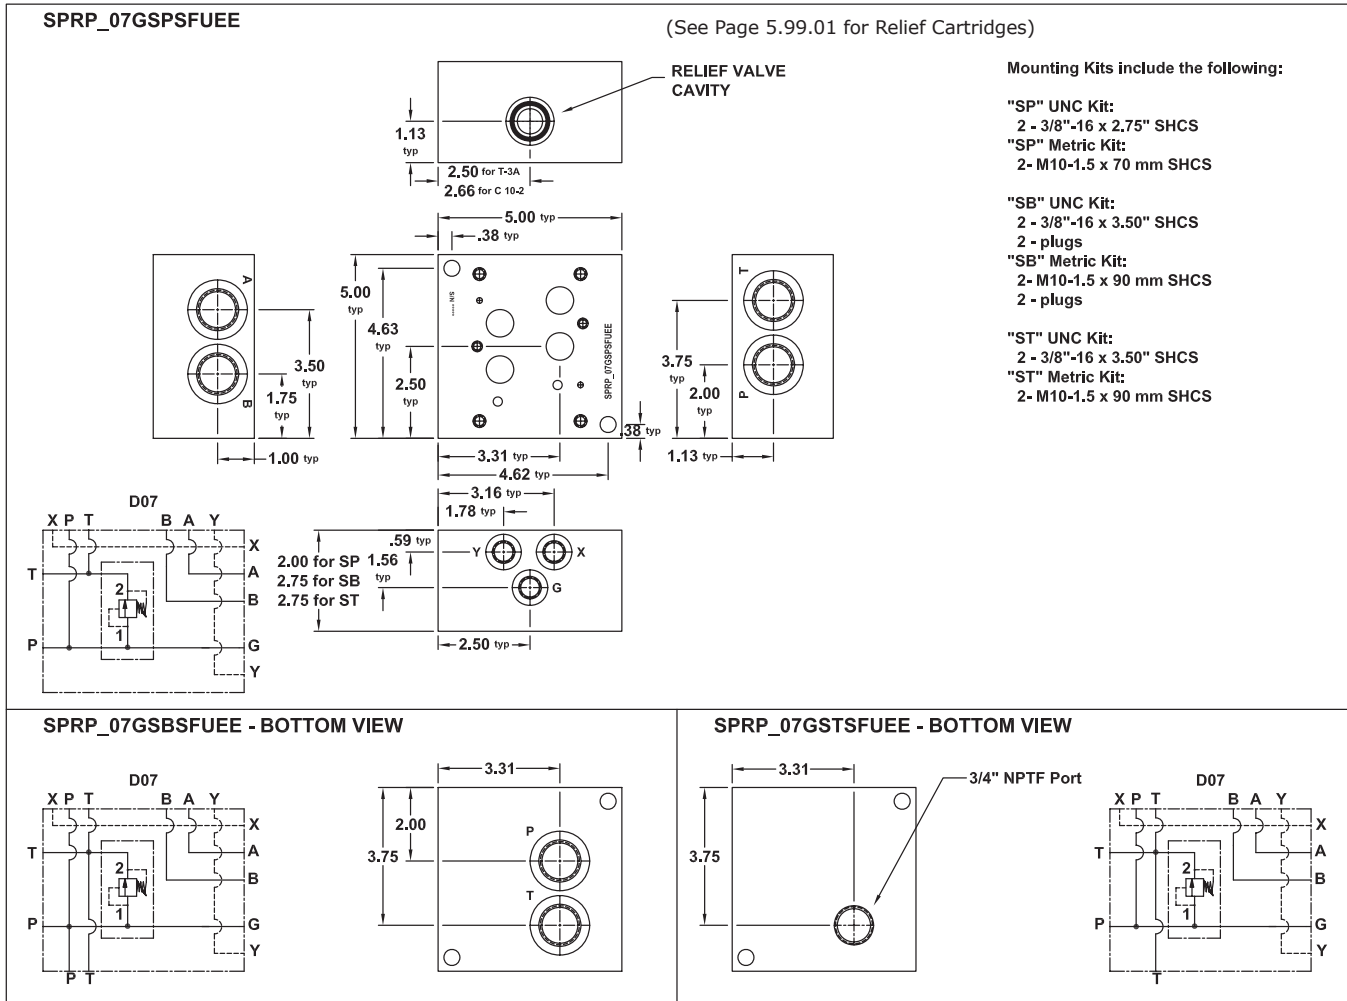 SPRP_07GSPSFUEE
(See Page 5.99.01 for Relief Cartridges)
RELIEF VALVE
CAVITY
1.13
typ
2.50 for T-3A
2.66 for C 10-2
5.00 typ
.38 typ
Mounting Kits include the following:
"SP" UNC Kit:
2 - 3/8"-16 x 2.75" SHCS
"SP" Metric Kit:
2- M10-1.5 x 70 mm SHCS
"SB" UNC Kit:
2 - 3/8"-16 x 3.50" SHCS
2 - plugs
"SB" Metric Kit:
2- M10-1.5 x 90 mm SHCS
2 - plugs
"ST" UNC Kit:
2 - 3/8"-16 x 3.50" SHCS
"ST" Metric Kit:
2- M10-1.5 x 90 mm SHCS
A
B
3.50
typ
1.75
typ
1.00 typ
5.00
typ
4.63
typ
2.50
typ
S/N -----
SPRP_07GSPSFUEE
.38 typ
3.31 typ
4.62 typ
T
P
3.75
typ
2.00
typ
1.13 typ
3.16 typ
1.78 typ
.59 typ
1.56
typ
2.00 for SP
2.75 for SB
2.75 for ST
Y
X
G
2.50 typ
D07
X P T B A Y
X
T A
2
B
1
P G
Y
SPRP_07GSBSFUEE - BOTTOM VIEW
D07
X P T B A Y
X
T A
2
B
1
P G
Y
P T
3.31
2.00
3.75
P
T
SPRP_07GSTSFUEE - BOTTOM VIEW
3.31
3.75
3/4" NPTF Port
D07
X P T B A Y
X
T A
2
B
1
P G
Y
T